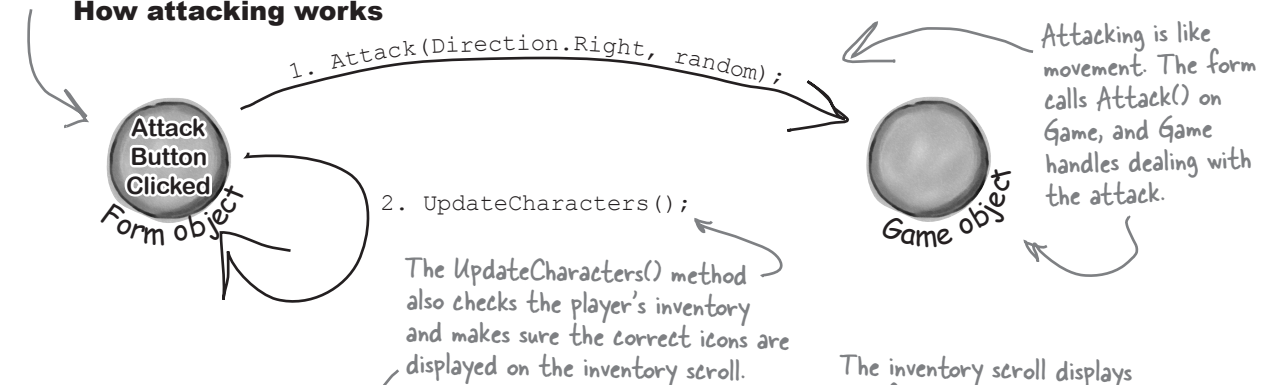 How attacking works
1. Attack(Direction.Right, random);
Attacking is like
movement. The form
calls Attack() on
Game, and Game
handles dealing with
the attack.
Attack
Button
Clicked
Form object
Game object
2. UpdateCharacters();
The UpdateCharacters() method
also checks the player's inventory
and makes sure the correct icons are
displayed on the inventory scroll.
The inventory scroll displays